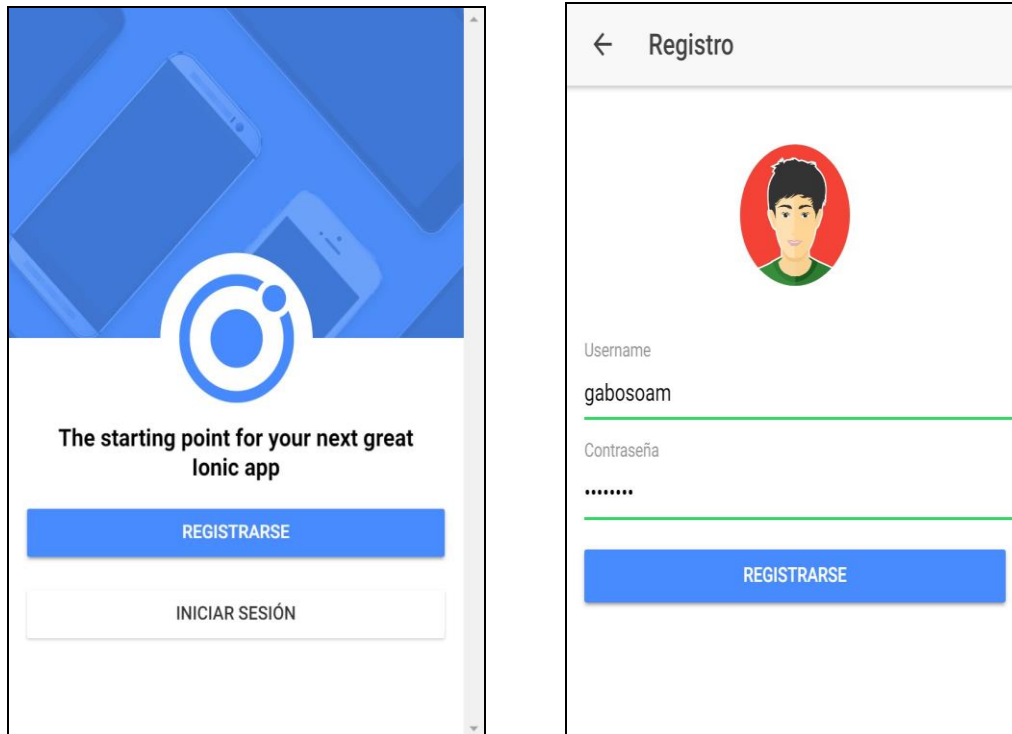 The starting point for your next great
Ionic app
REGISTRARSE
INICIAR SESIÓN
Registro
Username
gabosoam
Contraseña
••••••••
REGISTRARSE